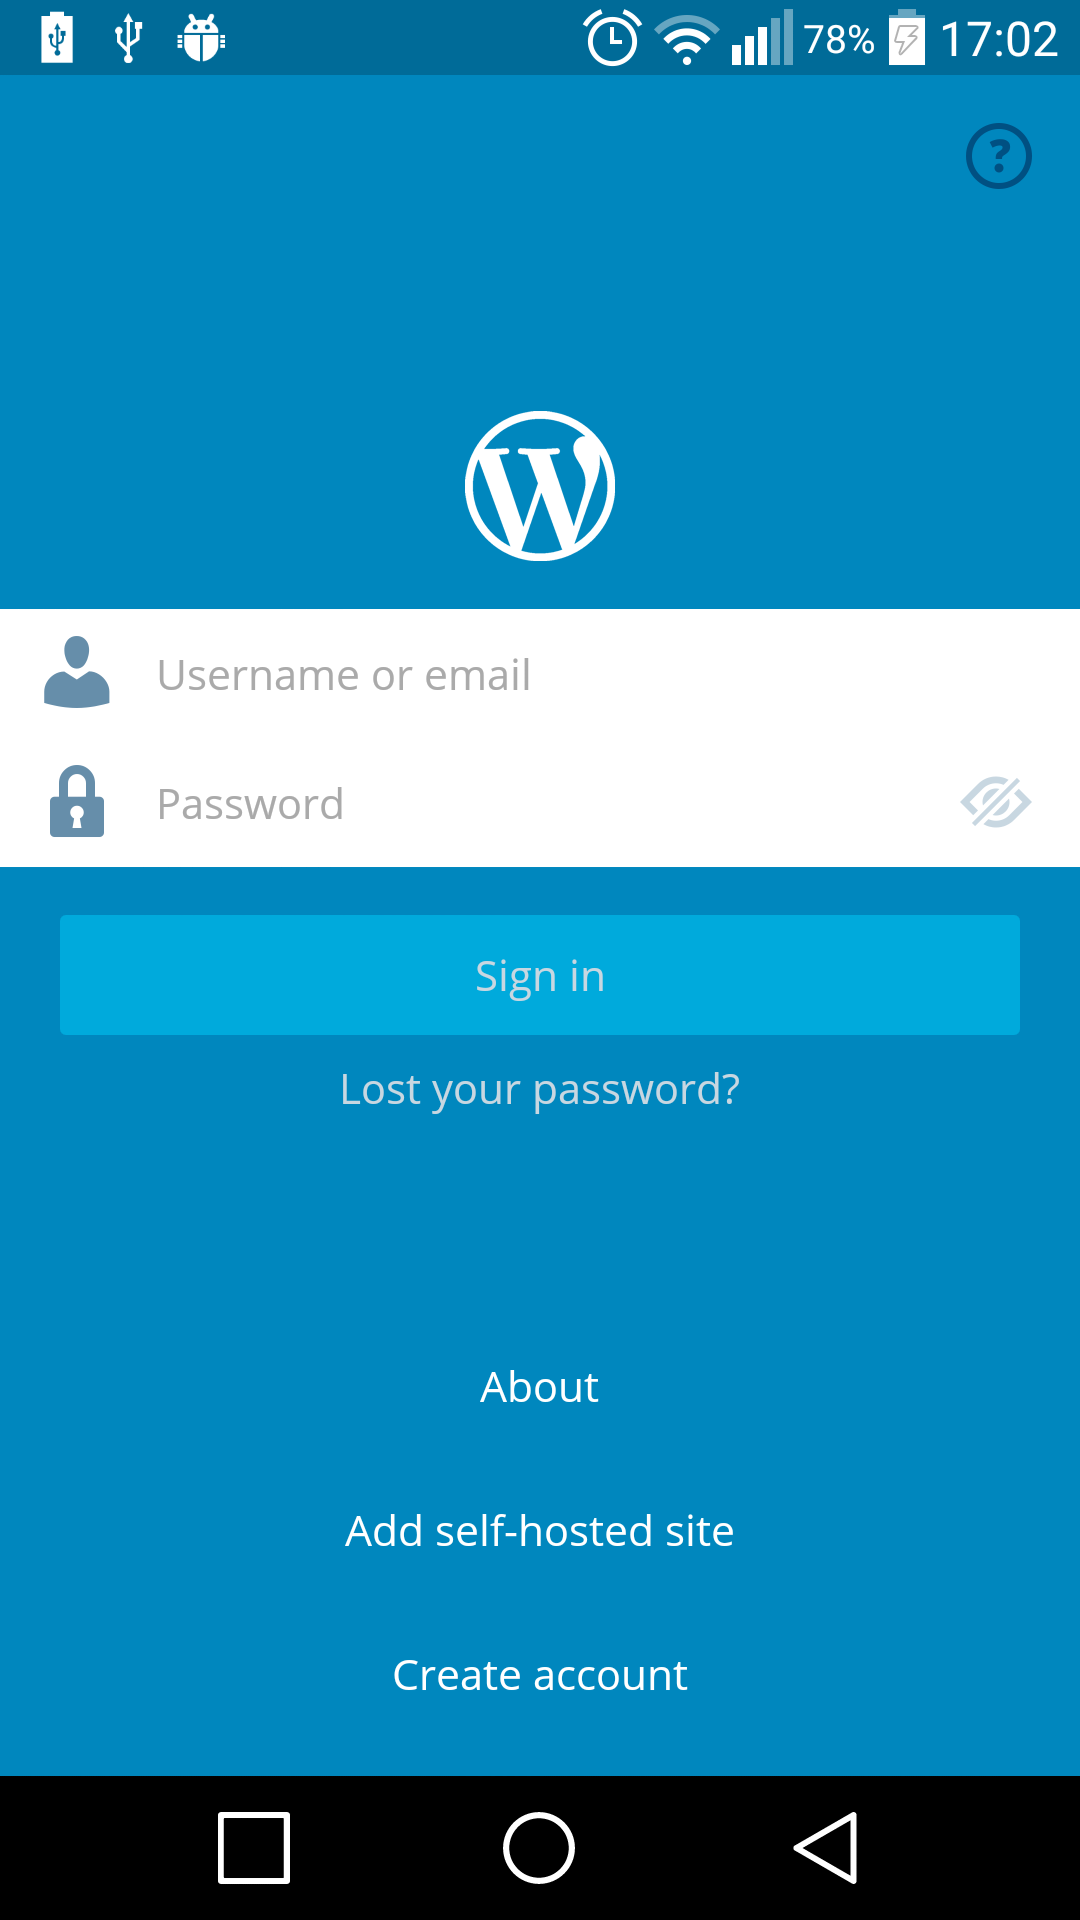 78% 17:02
?
W
Username or email
Password
Sign in
Lost your password?
About
Add self-hosted site
Create account